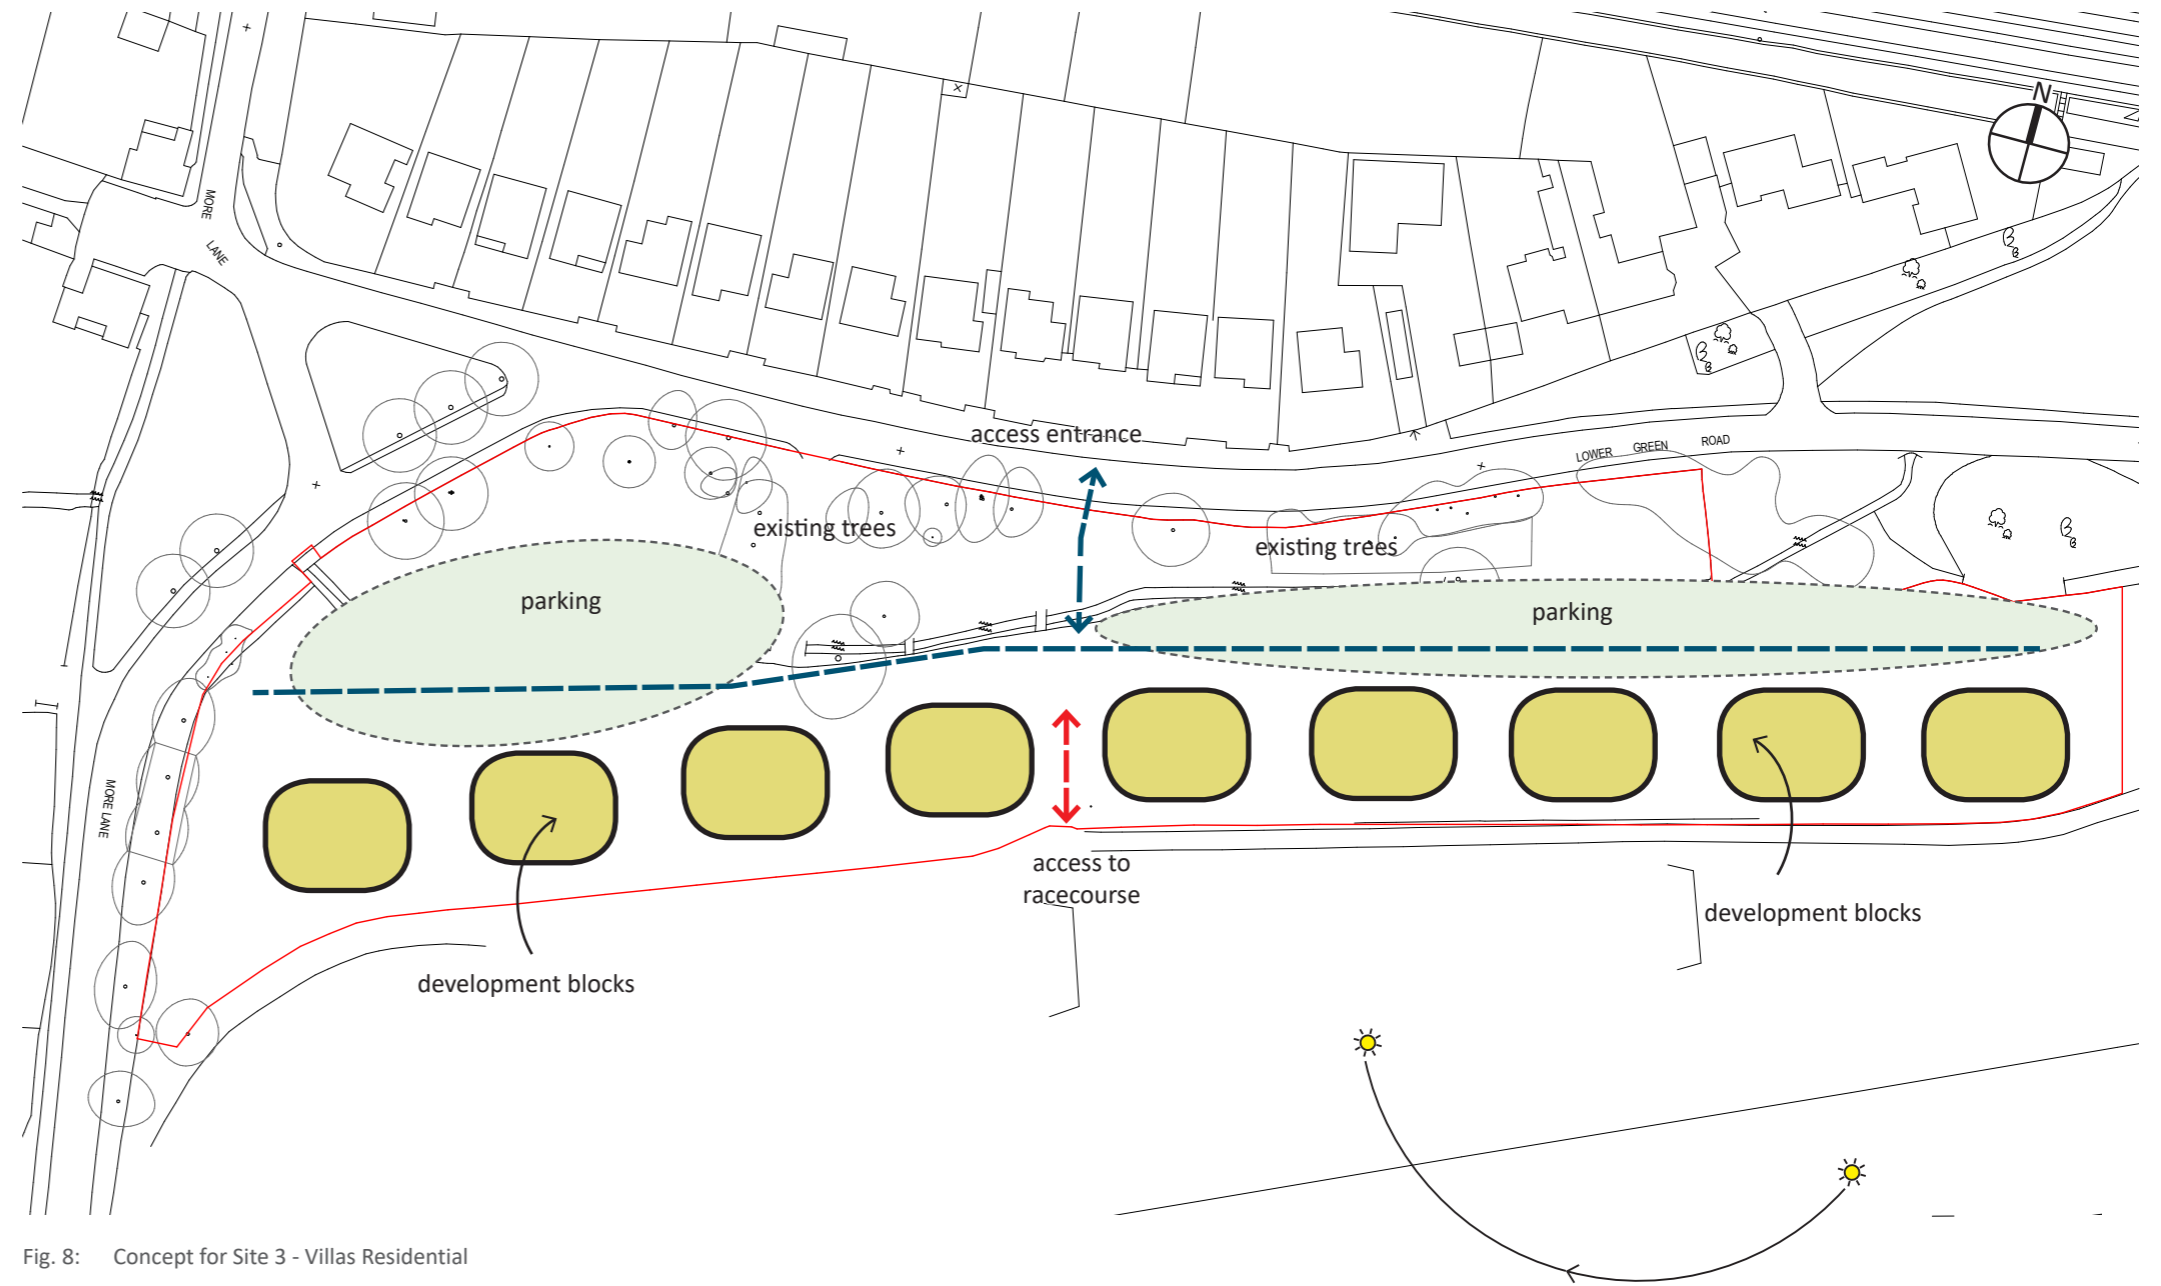 N
MORE
LANE
access entrance
LOWER GREEN ROAD
existing trees
existing trees
parking
parking
MORE LANE
access to
racecourse
development blocks
development blocks
Fig. 8: Concept for Site 3 - Villas Residential